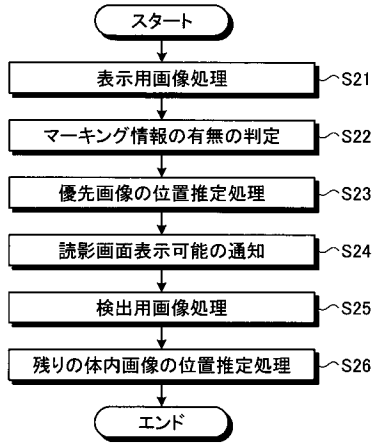 スタート
表示用画像処理 S21
マーキング情報の有無の判定 S22
優先画像の位置推定処理 S23
読影画面表示可能の通知 S24
検出用画像処理 S25
残りの体内画像の位置推定処理 S26
エンド